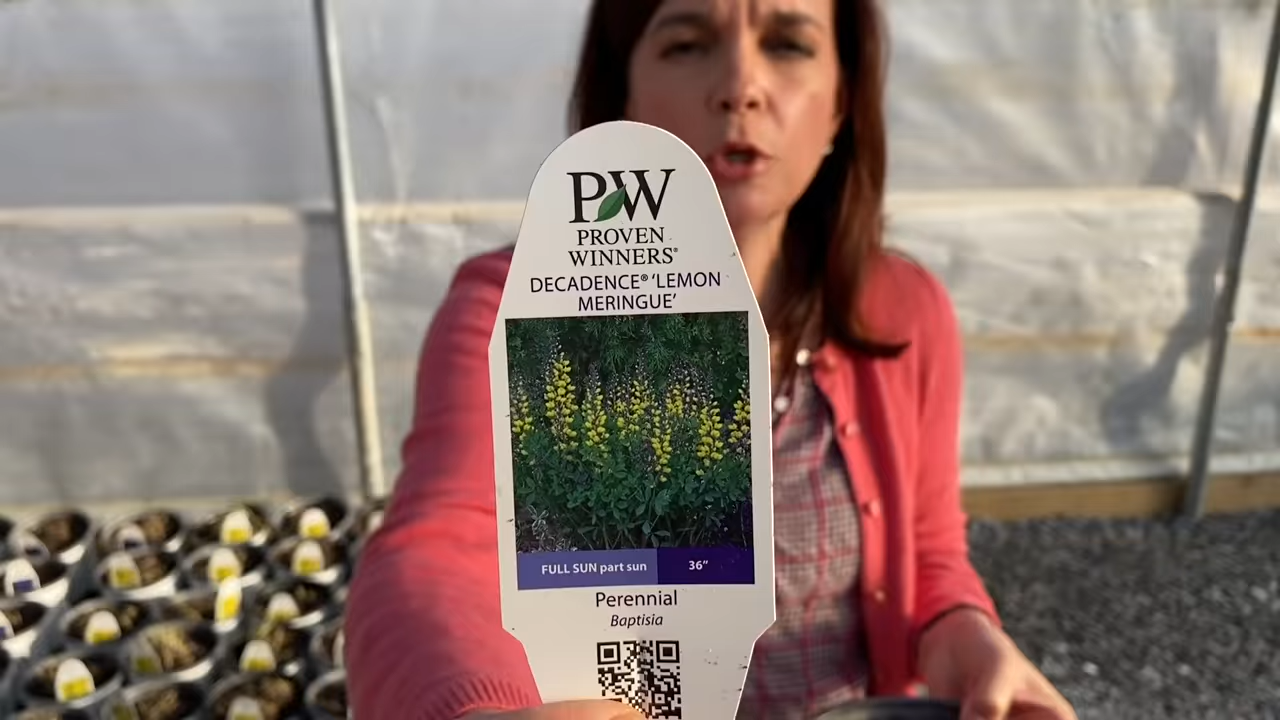 PW
PROVEN
WINNERS®
DECADENCE® ‘LEMON
MERINGUE’
FULL SUN part sun 36”
Perennial
Baptisia